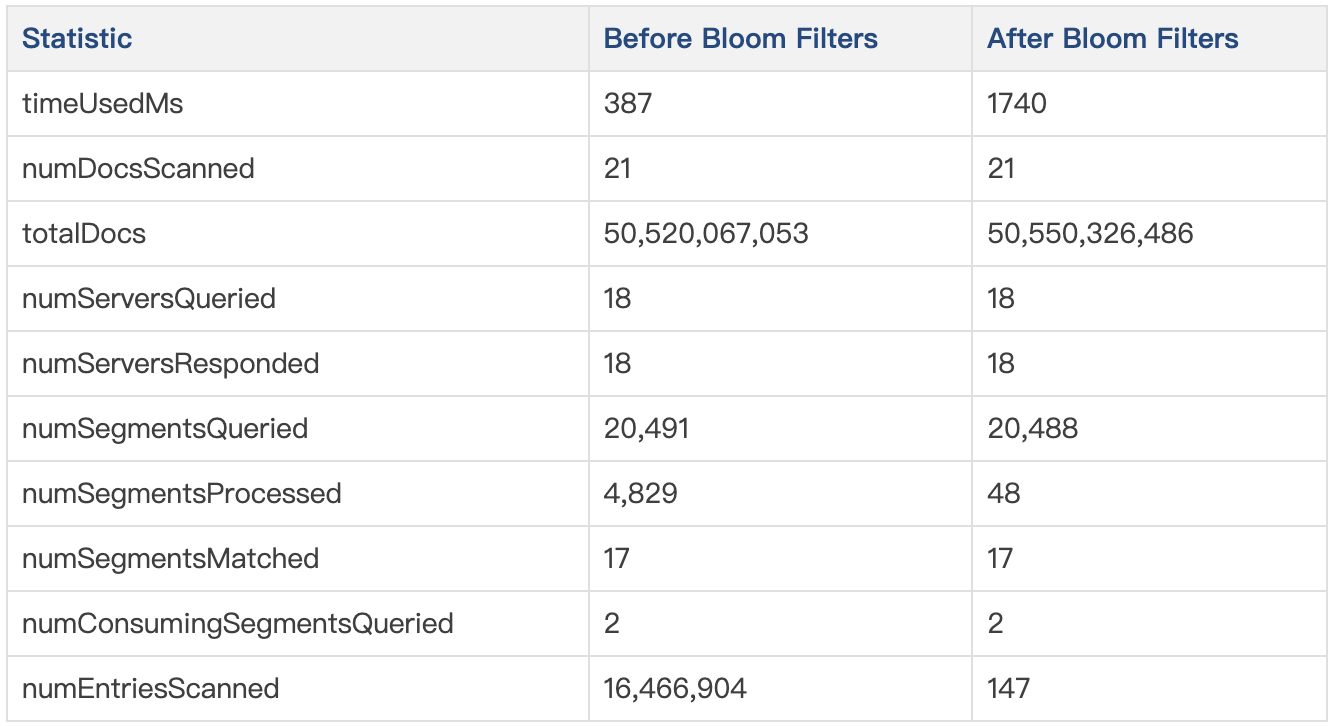 Statistic Before Bloom Filters After Bloom Filters
timeUsedMs 387 1740
numDocsScanned 21 21
totalDocs 50,520,067,053 50,550,326,486
numServersQueried 18 18
numServersResponded 18 18
numSegmentsQueried 20,491 20,488
numSegmentsProcessed 4,829 48
numSegmentsMatched 17 17
numConsumingSegmentsQueried 2 2
numEntriesScanned 16,466,904 147